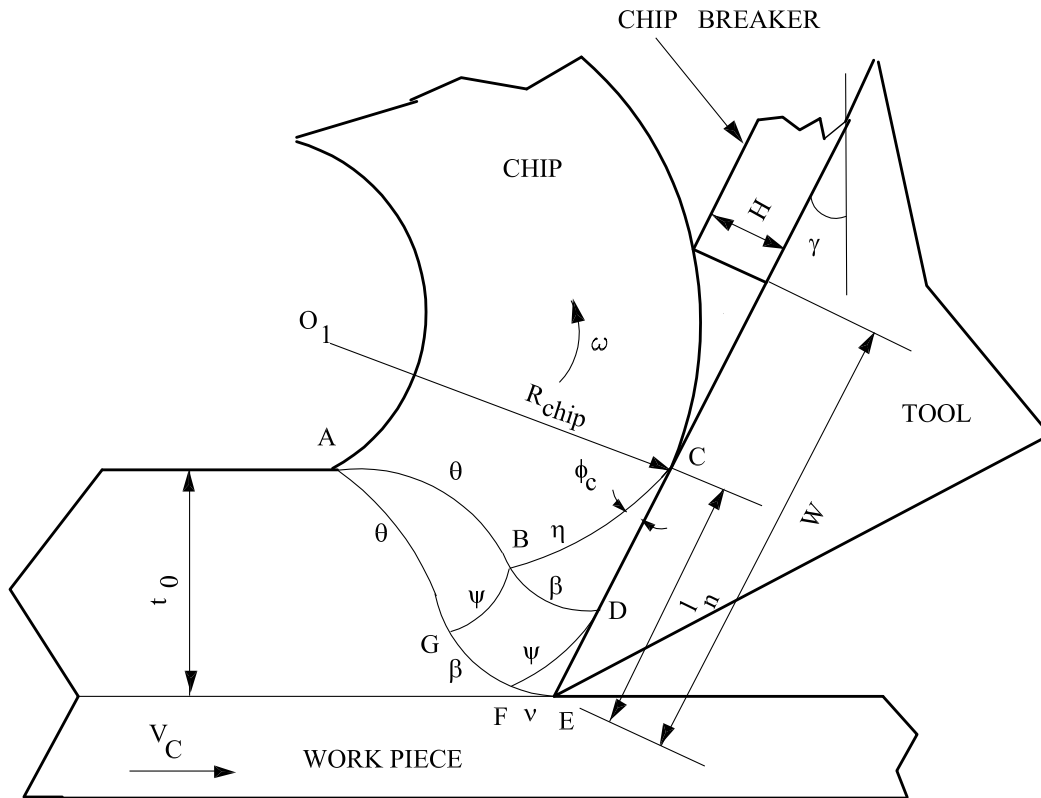 CHIP BREAKER
CHIP
H
γ
O1
ω
Rchip
TOOL
A
C
θ
ϕc
W
θ
B
η
t0
ψ
β
ln
D
G
ψ
β
F
ν
E
VC
WORK PIECE